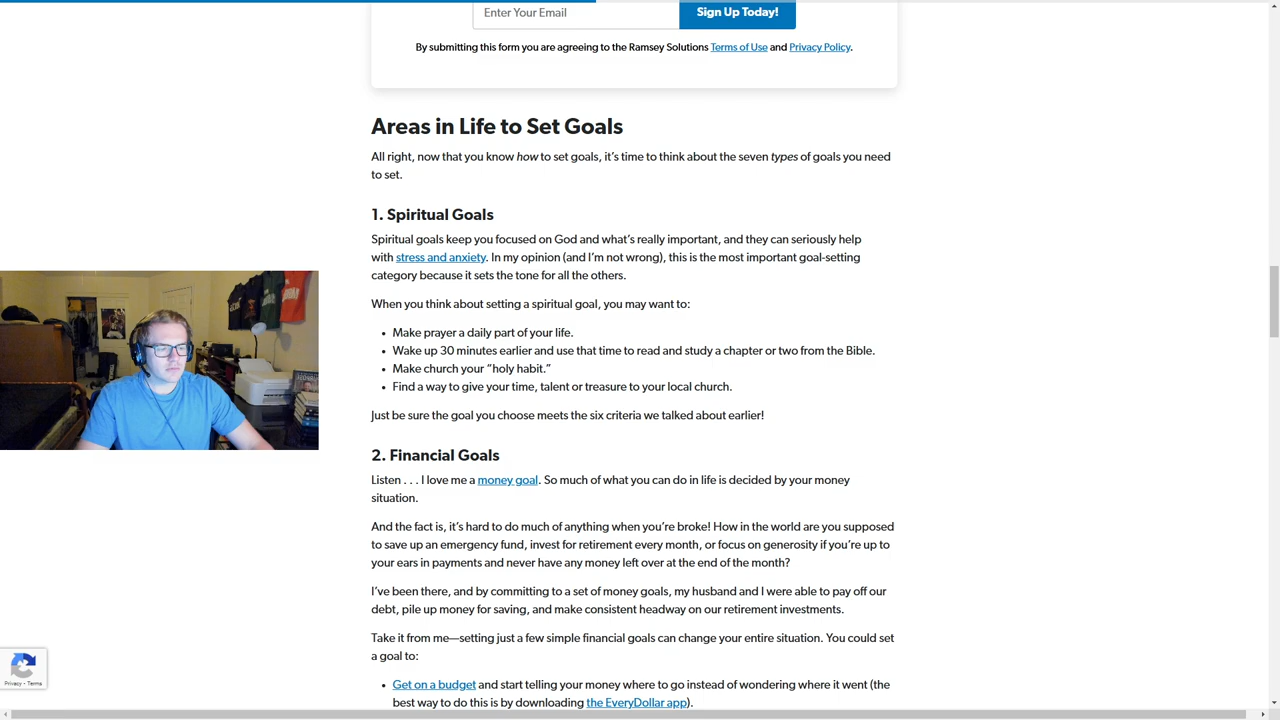 Enter Your Email
Sign Up Today!
By submitting this form you are agreeing to the Ramsey Solutions Terms of Use and Privacy Policy.
Areas in Life to Set Goals
All right, now that you know how to set goals, it’s time to think about the seven types of goals you need
to set.
1. Spiritual Goals
Spiritual goals keep you focused on God and what’s really important, and they can seriously help
with stress and anxiety. In my opinion (and I’m not wrong), this is the most important goal-setting
category because it sets the tone for all the others.
When you think about setting a spiritual goal, you may want to:
• Make prayer a daily part of your life.
• Wake up 30 minutes earlier and use that time to read and study a chapter or two from the Bible.
• Make church your “holy habit.”
• Find a way to give your time, talent or treasure to your local church.
Just be sure the goal you choose meets the six criteria we talked about earlier!
2. Financial Goals
Listen . . . I love me a money goal. So much of what you can do in life is decided by your money
situation.
And the fact is, it’s hard to do much of anything when you’re broke! How in the world are you supposed
to save up an emergency fund, invest for retirement every month, or focus on generosity if you’re up to
your ears in payments and never have any money left over at the end of the month?
I’ve been there, and by committing to a set of money goals, my husband and I were able to pay off our
debt, pile up money for saving, and make consistent headway on our retirement investments.
Take it from me—setting just a few simple financial goals can change your entire situation. You could set
a goal to:
• Get on a budget and start telling your money where to go instead of wondering where it went (the
best way to do this is by downloading the EveryDollar app).
Privacy - Terms